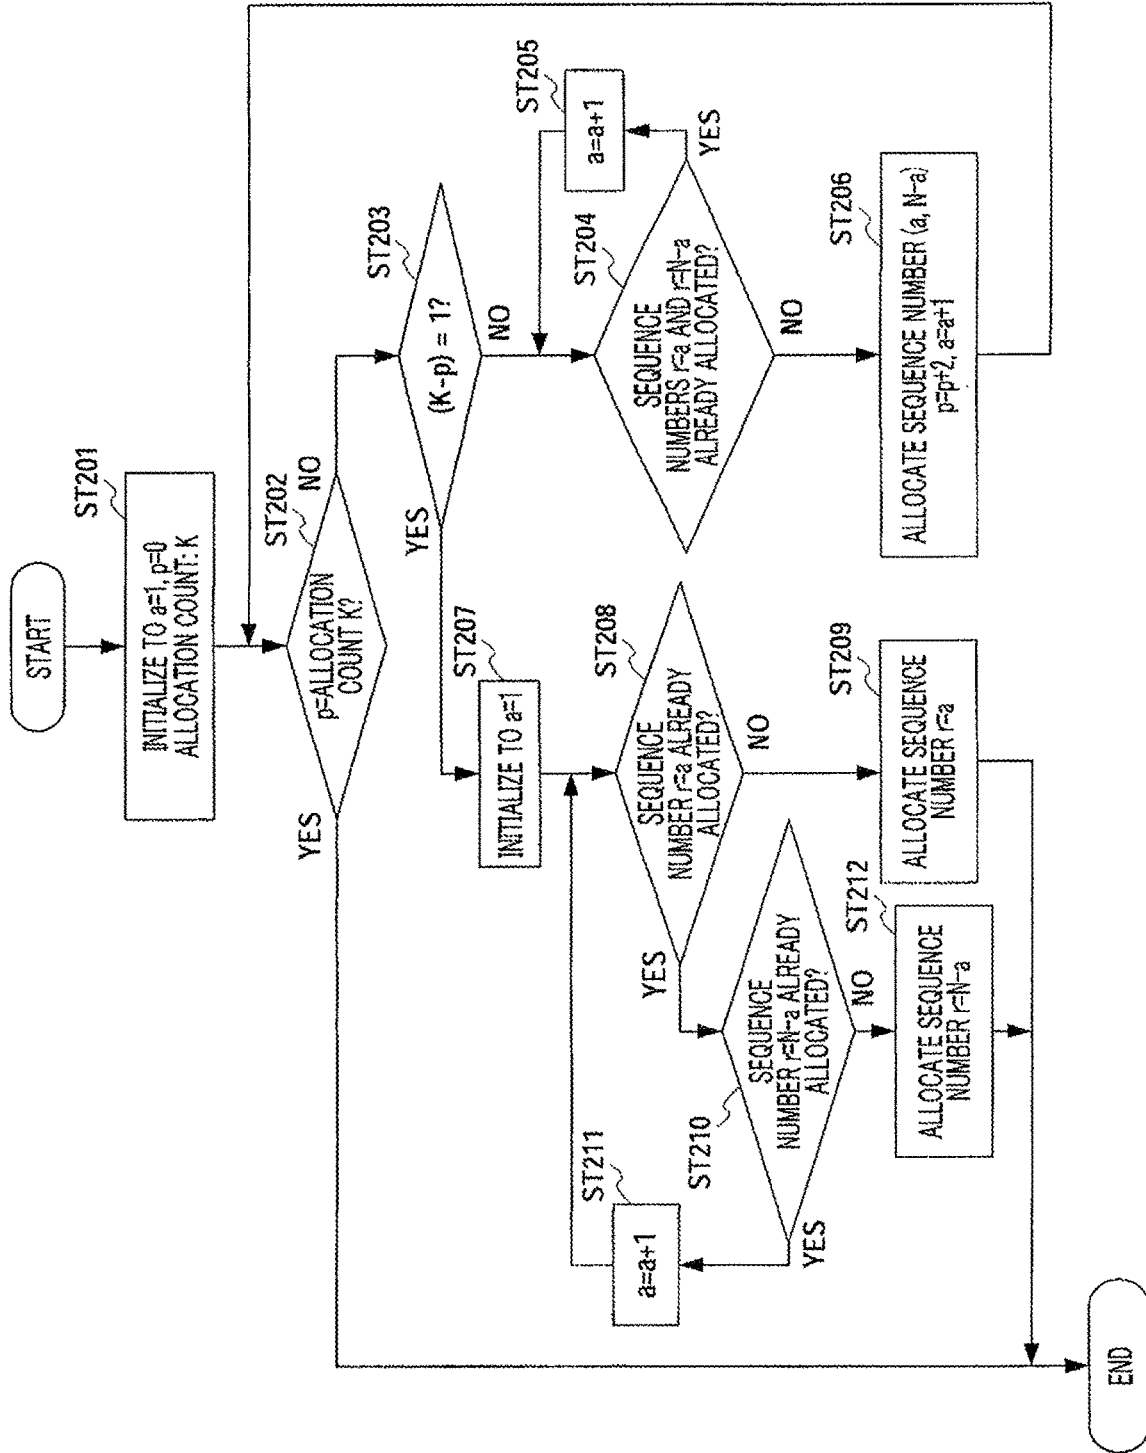 START
ST201
INITIALIZE TO a=1, p=0
ALLOCATION COUNT: K
ST202
p=ALLOCATION
COUNT K?
YES
NO
ST203
(K-p) = 1?
YES
NO
ST205
a=a+1
ST204
SEQUENCE
NUMBERS r=a AND r=N-a
ALREADY ALLOCATED?
YES
NO
ST206
ALLOCATE SEQUENCE NUMBER (a, N-a)
p=p+2, a=a+1
ST207
INITIALIZE TO a=1
ST208
SEQUENCE
NUMBER r=a ALREADY
ALLOCATED?
YES
NO
ST209
ALLOCATE SEQUENCE
NUMBER r=a
ST210
SEQUENCE
NUMBER r=N-a ALREADY
ALLOCATED?
YES
NO
ST211
a=a+1
ST212
ALLOCATE SEQUENCE
NUMBER r=N-a
END